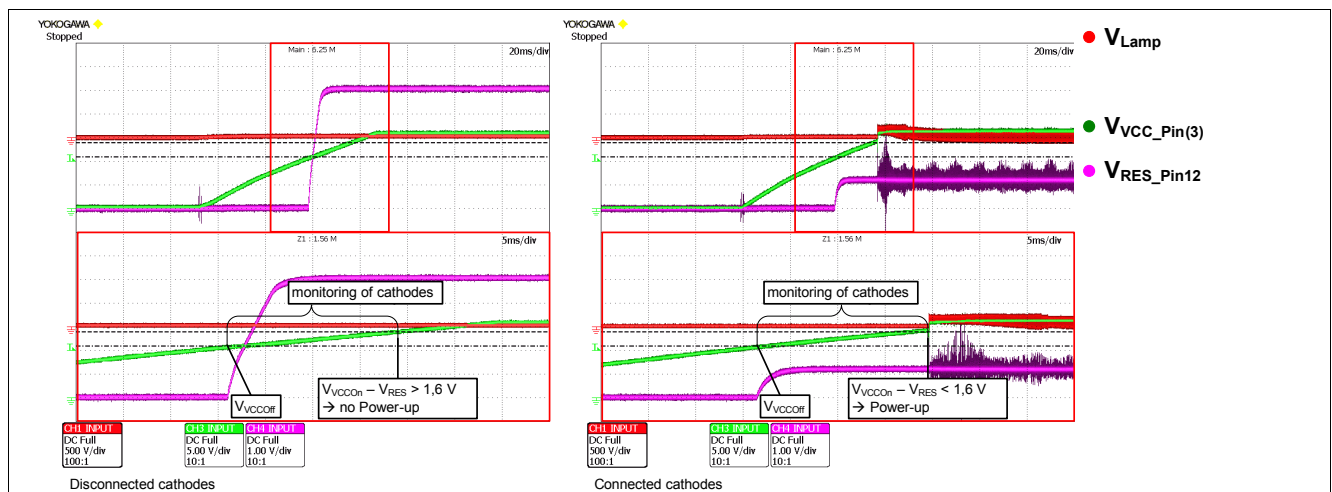 YOKOGAWA
Stopped
Main : 6.25 M
20ms/div
Z1 : 1.56 M
5ms/div
monitoring of cathodes
VVCCOff
VVCCOn – VRES > 1,6 V
→ no Power-up
CH1 INPUT
DC Full
500 V/div
100:1
CH3 INPUT
DC Full
5.00 V/div
10:1
CH4 INPUT
DC Full
1.00 V/div
10:1
Disconnected cathodes
YOKOGAWA
Stopped
Main : 6.25 M
20ms/div
Z1 : 1.56 M
5ms/div
monitoring of cathodes
VVCCOff
VVCCOn – VRES < 1,6 V
→ Power-up
CH1 INPUT
DC Full
500 V/div
100:1
CH3 INPUT
DC Full
5.00 V/div
10:1
CH4 INPUT
DC Full
1.00 V/div
10:1
Connected cathodes
VLamp
VVCC_Pin(3)
VRES_Pin12